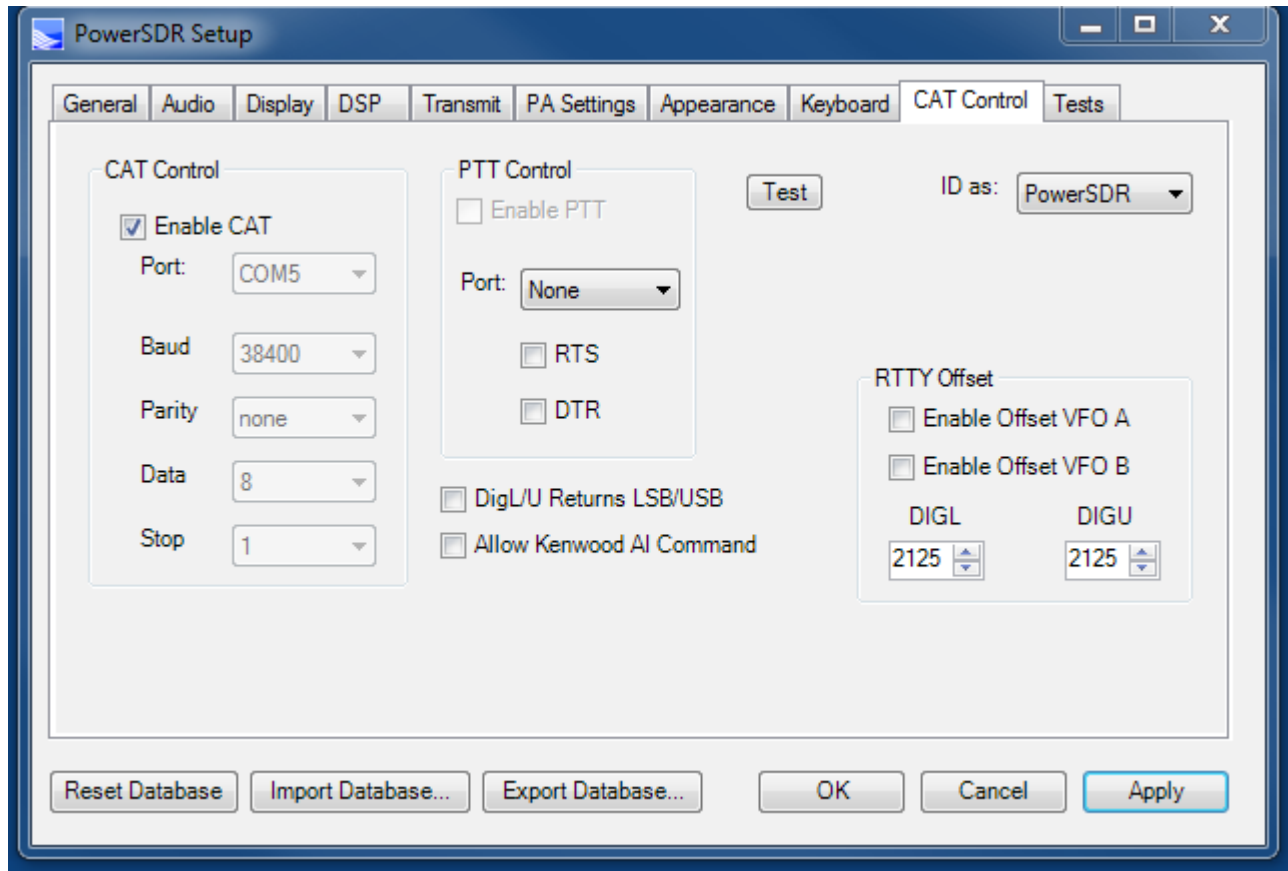 PowerSDR Setup
General Audio Display DSP Transmit PA Settings Appearance Keyboard CAT Control Tests
CAT Control
Enable CAT
Port: COM5
Baud 38400
Parity none
Data 8
Stop 1
PTT Control
Enable PTT
Port: None
RTS
DTR
DigL/U Returns LSB/USB
Allow Kenwood AI Command
Test
ID as: PowerSDR
RTTY Offset
Enable Offset VFO A
Enable Offset VFO B
DIGL DIGU
2125 2125
Reset Database Import Database... Export Database... OK Cancel Apply